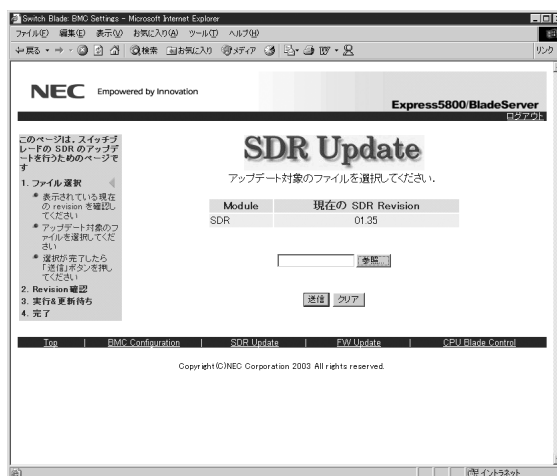 Switch Blade: BMC Settings - Microsoft Internet Explorer
ファイル(F) 編集(E) 表示(V) お気に入り(A) ツール(T) ヘルプ(H)
戻る 検索 お気に入り メディア リンク
NEC Empowered by Innovation
Express5800/BladeServer
ログアウト
このページは、スイッチブ
レードの SDR のアップデ
ートを行うためのページで
す
1. ファイル選択
表示されている現在
の revision を確認し
てください
アップデート対象のフ
ァイルを選択してくだ
さい
選択が完了したら
「送信」ボタンを押し
てください
2. Revision 確認
3. 実行&更新待ち
4. 完了
SDR Update
アップデート対象のファイルを選択してください.
Module 現在の SDR Revision
SDR 01.35
参照...
送信 クリア
Top | BMC Configuration | SDR Update | FW Update | CPU Blade Control
Copyright(C)NEC Corporation 2003 All rights reserved.
イントラネット